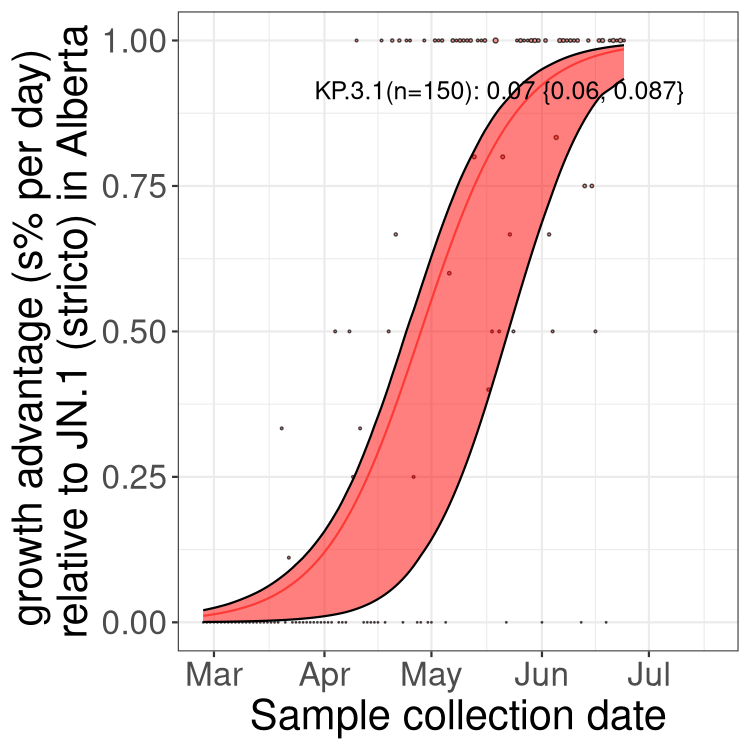 growth advantage (s% per day)
relative to JN.1 (stricto) in Alberta
1.00
0.75
0.50
0.25
0.00
KP.3.1(n=150): 0.07 {0.06, 0.087}
Mar Apr May Jun Jul
Sample collection date